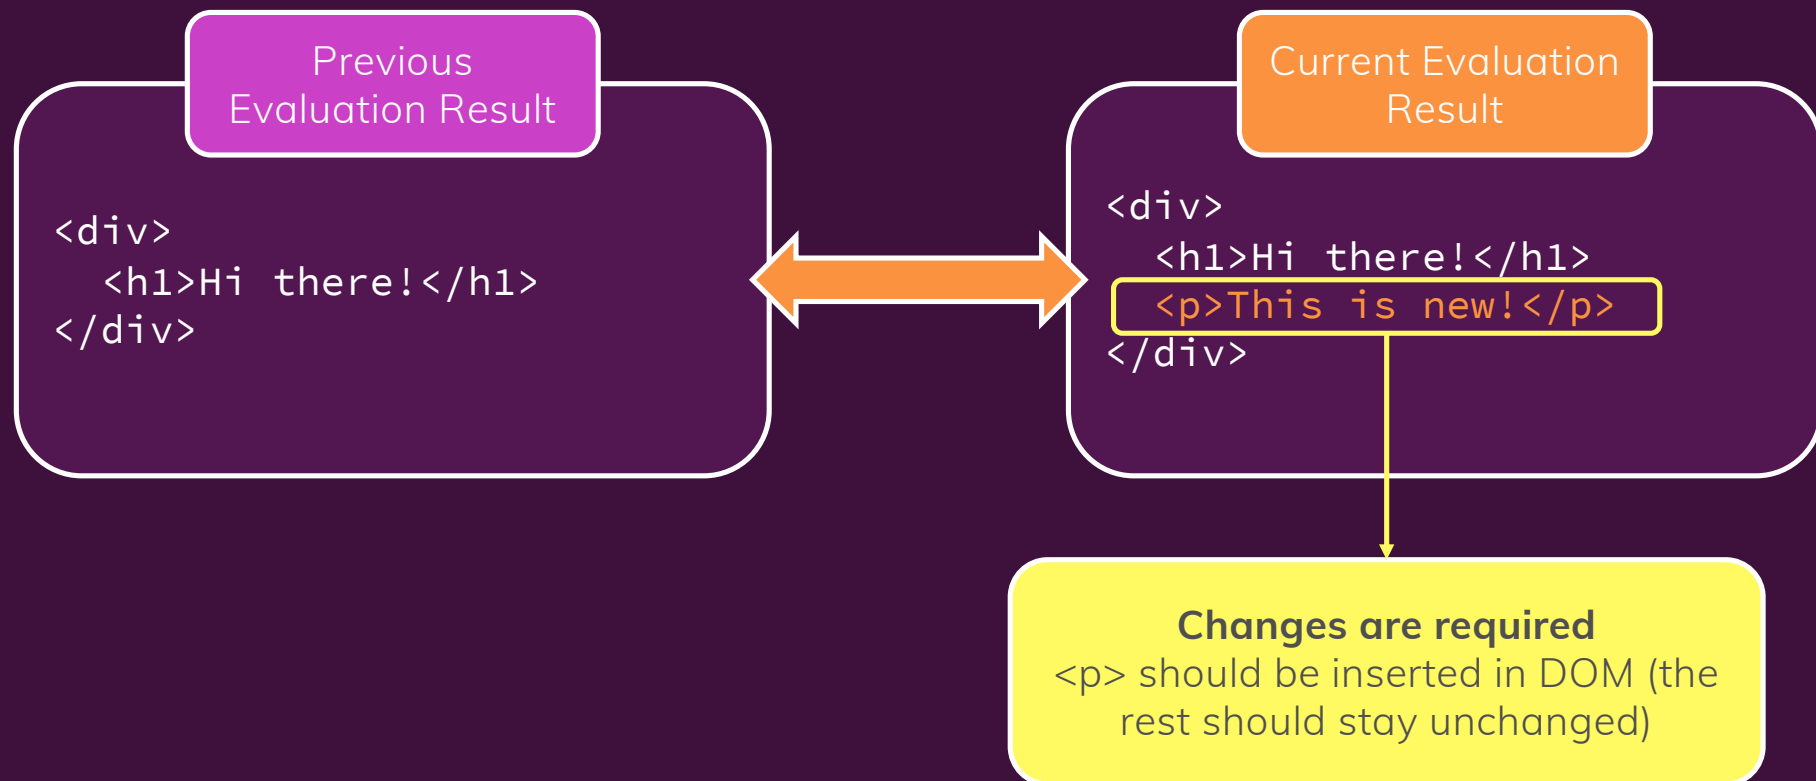 Previous
Evaluation Result
<div>
  <h1>Hi there!</h1>
</div>
Current Evaluation
Result
<div>
  <h1>Hi there!</h1>
  <p>This is new!</p>
</div>
Changes are required
<p> should be inserted in DOM (the
rest should stay unchanged)